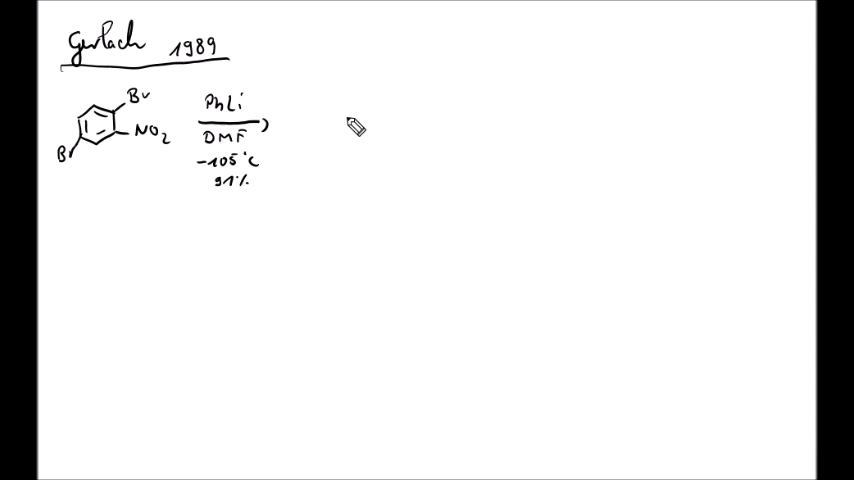 Gerlach 1989
Br
NO2
Br
PhLi
DMF
-105°C
91%